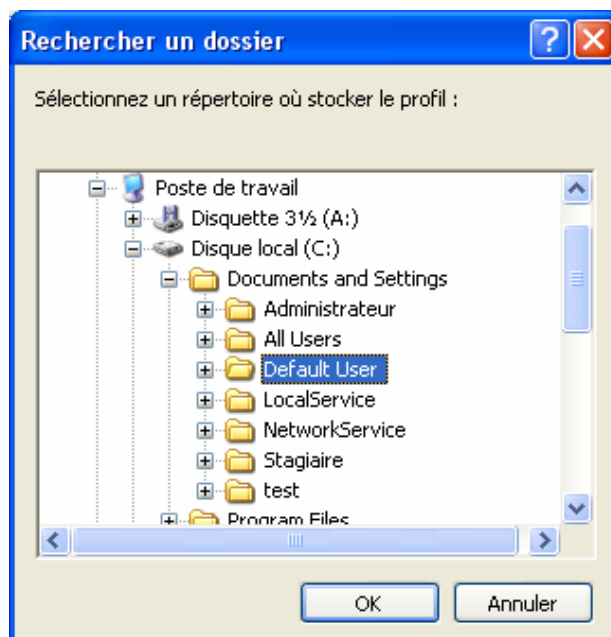 Rechercher un dossier
Sélectionnez un répertoire où stocker le profil :
Poste de travail
Disquette 3½ (A:)
Disque local (C:)
Documents and Settings
Administrateur
All Users
Default User
LocalService
NetworkService
Stagiaire
test
Program Files
OK Annuler